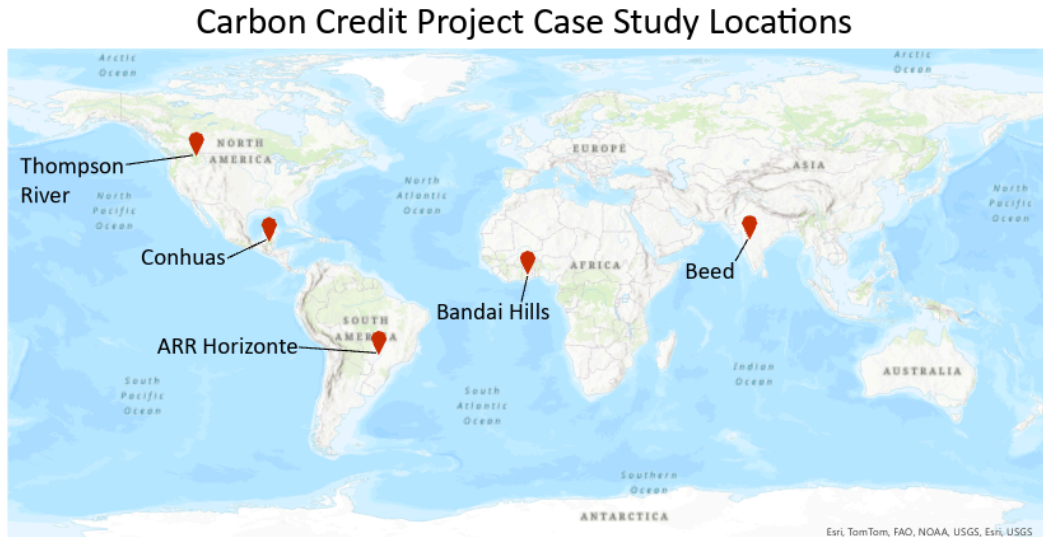 Carbon Credit Project Case Study Locations
Arctic
Ocean
Arctic
Ocean
NORTH
AMERICA
EUROPE
ASIA
Thompson
River
North
Pacific
Ocean
North
Atlantic
Ocean
North
Pacific
Ocean
Conhuas
AFRICA
Beed
Bandai Hills
SOUTH
AMERICA
ARR Horizonte
Indian
Ocean
AUSTRALIA
South
Pacific
Ocean
South
Atlantic
Ocean
Southern
Ocean
ANTARCTICA
Esri, TomTom, FAO, NOAA, USGS, Esri, USGS